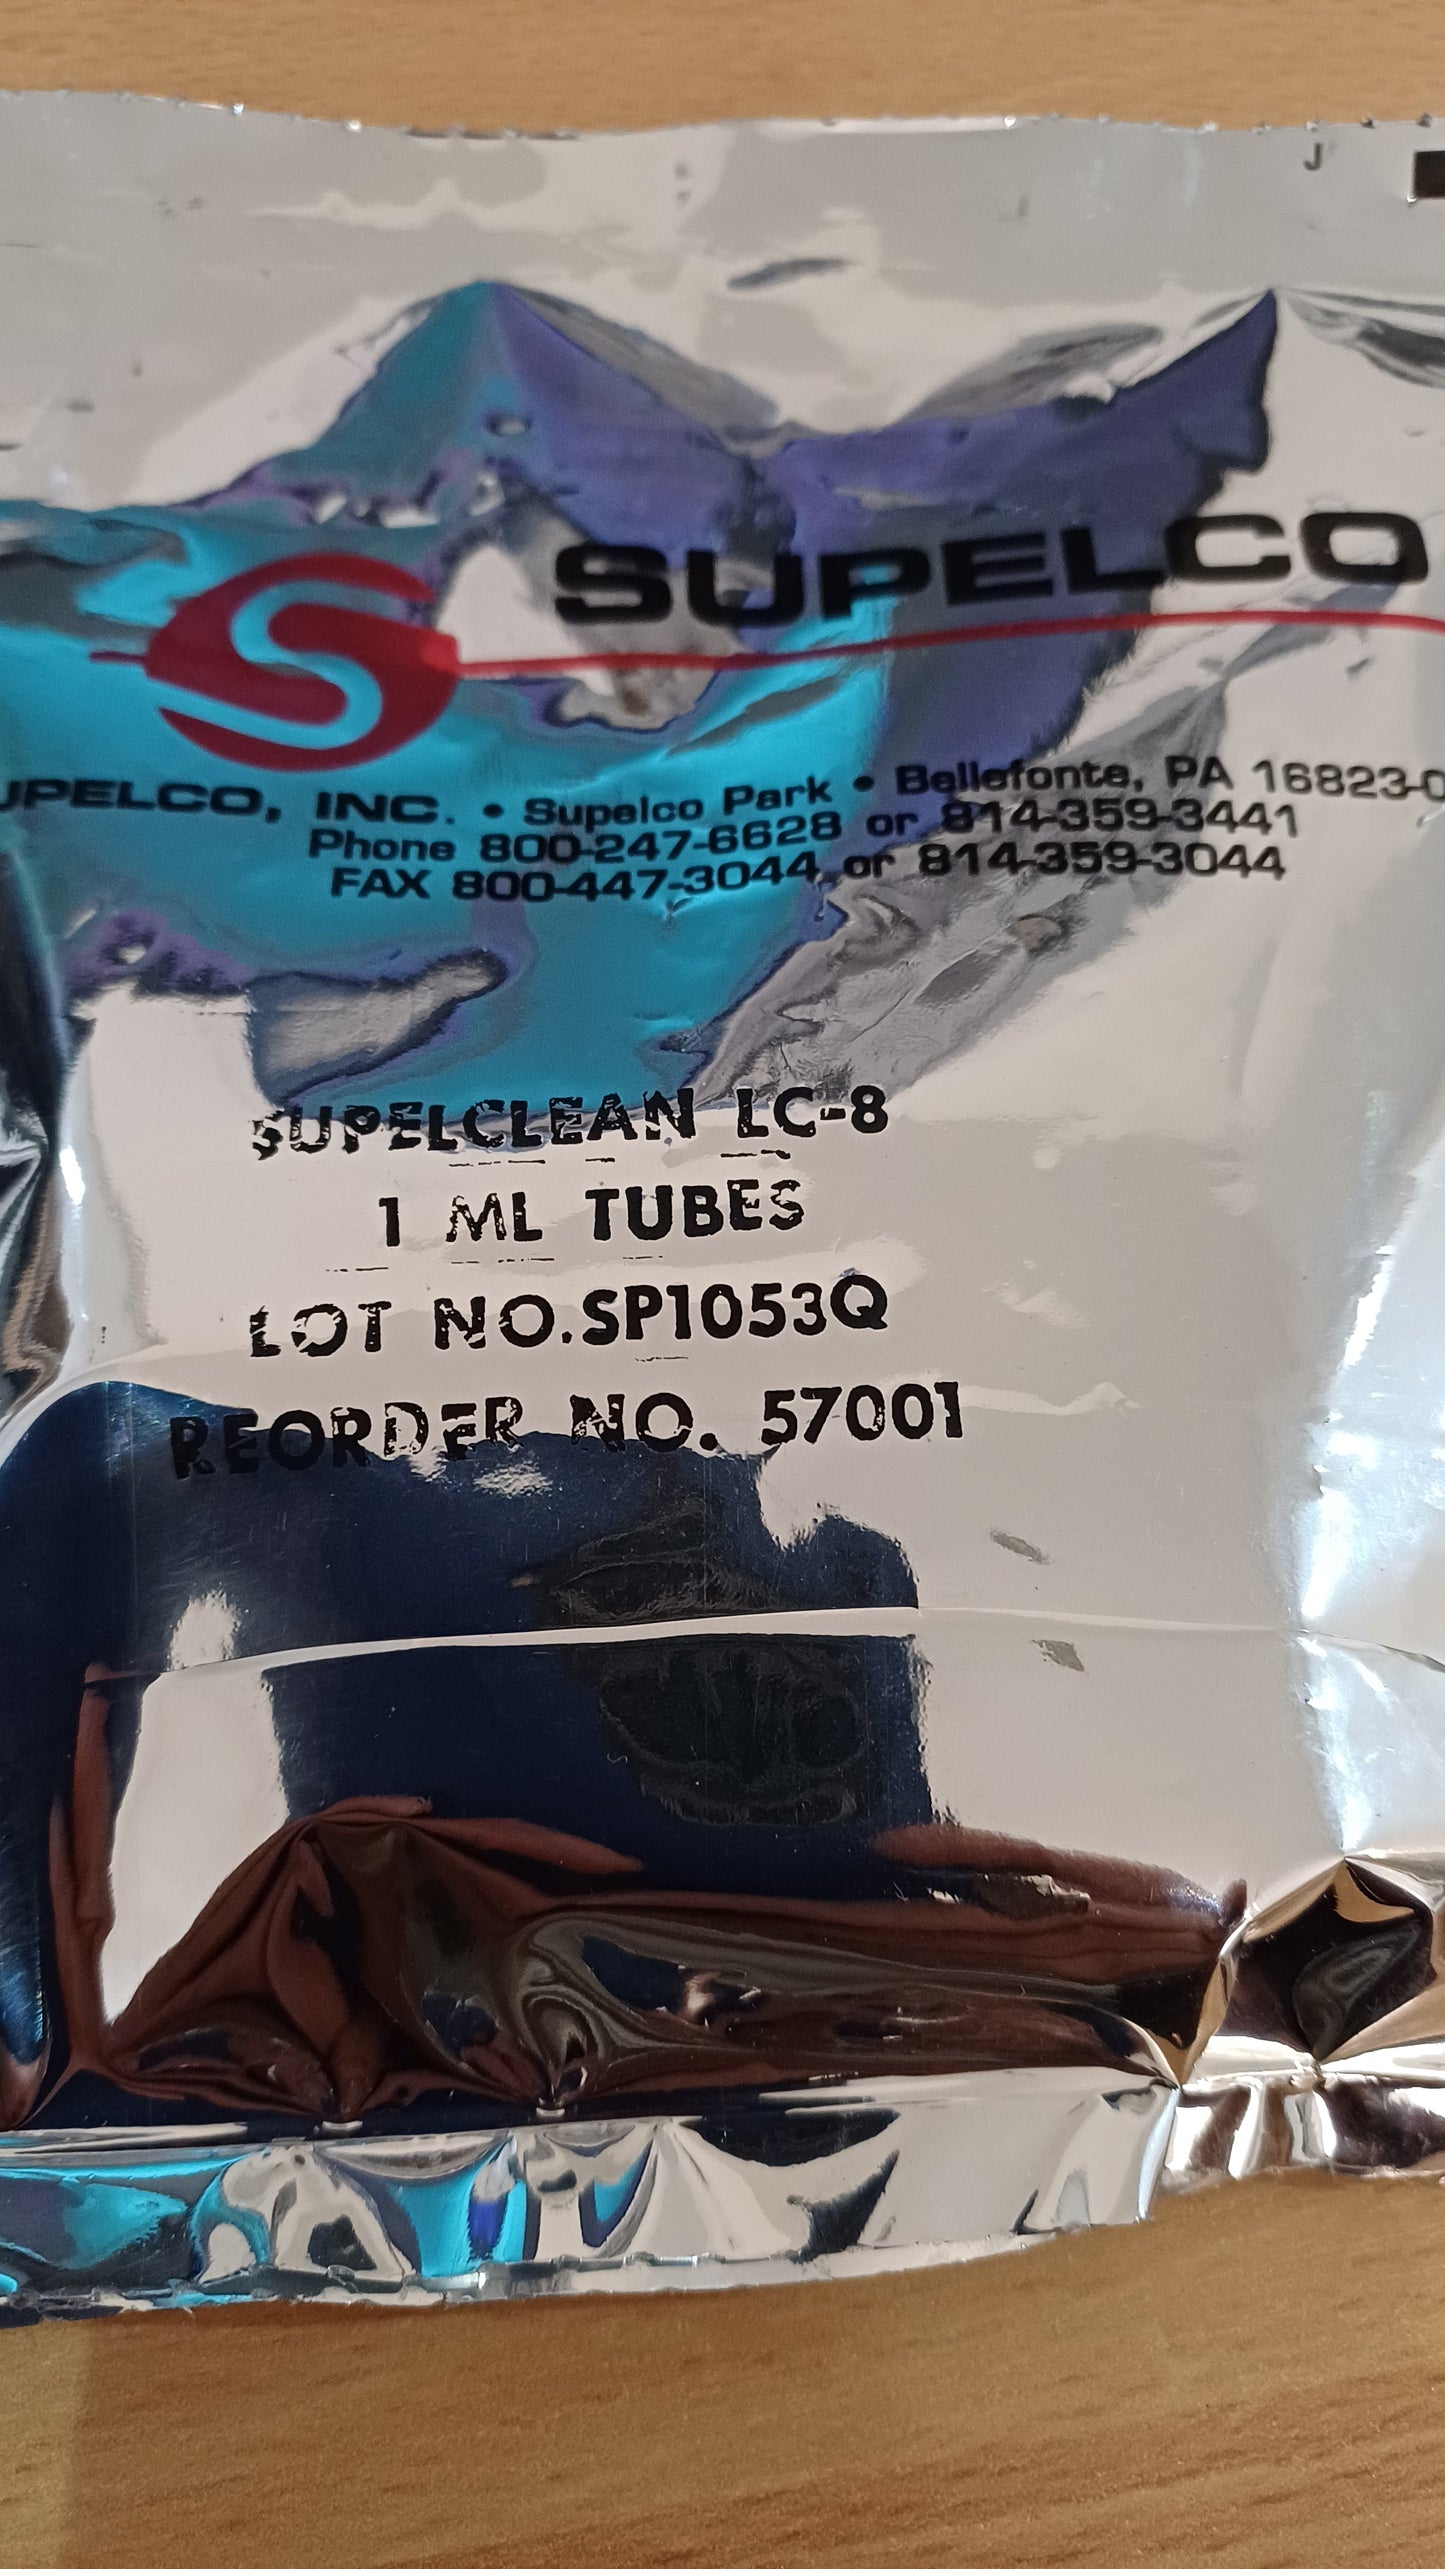 J
S SUPELCO
UPELCO, INC. • Supelco Park • Bellefonte, PA 16823-0
Phone 800-247-6628 or 814-359-3441
FAX 800-447-3044 or 814-359-3044
SUPELCLEAN LC-8
1 ML TUBES
LOT NO.SP1053Q
REORDER NO. 57001